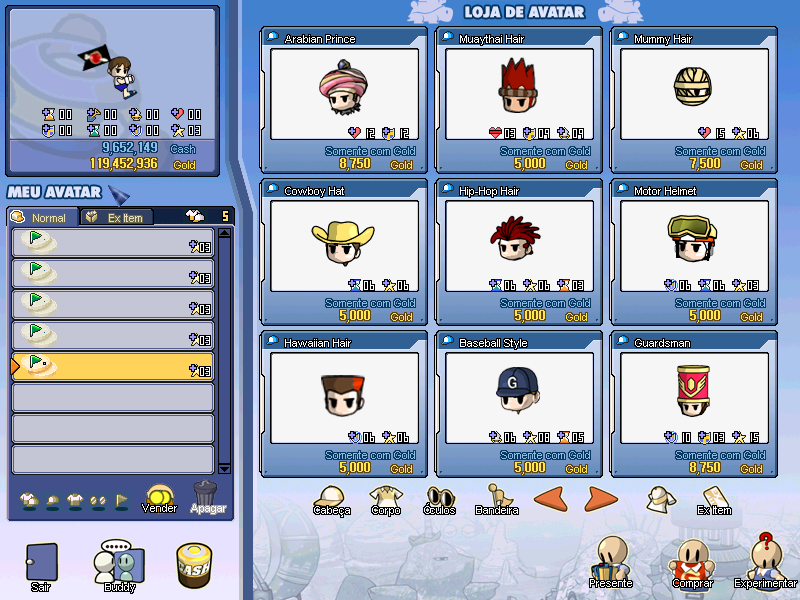 LOJA DE AVATAR
00 00 00 00
00 00 00 03
9,652,149 Cash
119,452,936 Gold
MEU AVATAR
Normal Ex Item 5
03
03
03
03
03
Vender Apagar
Sair Buddy CASH
Arabian Prince
12 12
Somente com Gold
8,750 Gold
Muaythai Hair
03 09 09
Somente com Gold
5,000 Gold
Mummy Hair
15 06
Somente com Gold
7,500 Gold
Cowboy Hat
06 06
Somente com Gold
5,000 Gold
Hip-Hop Hair
06 06 03
Somente com Gold
5,000 Gold
Motor Helmet
06 06 03
Somente com Gold
5,000 Gold
Hawaiian Hair
06 06
Somente com Gold
5,000 Gold
Baseball Style
G
06 08 05
Somente com Gold
5,000 Gold
Guardsman
10 03 15
Somente com Gold
8,750 Gold
Cabeça Corpo Óculos Bandeira Ex Item
Presente Comprar Experimentar